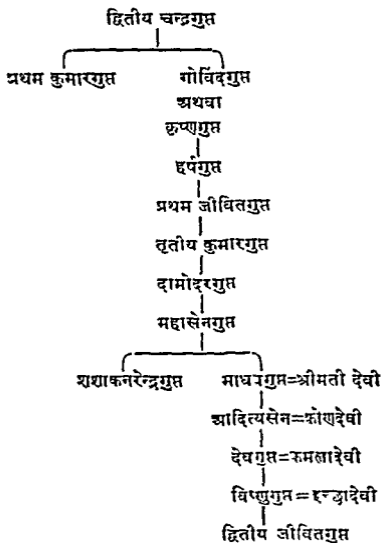 द्वितीय चन्द्रगुप्त
प्रथम कुमारगुप्त गोविंदगुप्त
अथवा
कृष्णगुप्त
हर्षगुप्त
प्रथम जीवितगुप्त
तृतीय कुमारगुप्त
दामोदरगुप्त
महासेनगुप्त
शशाकनरेन्द्रगुप्त माधवगुप्त=श्रीमती देवी
आदित्यसेन=कोणदेवी
देवगुप्त=कमलादेवी
विष्णुगुप्त=इज्जादेवी
द्वितीय जीवितगुप्त